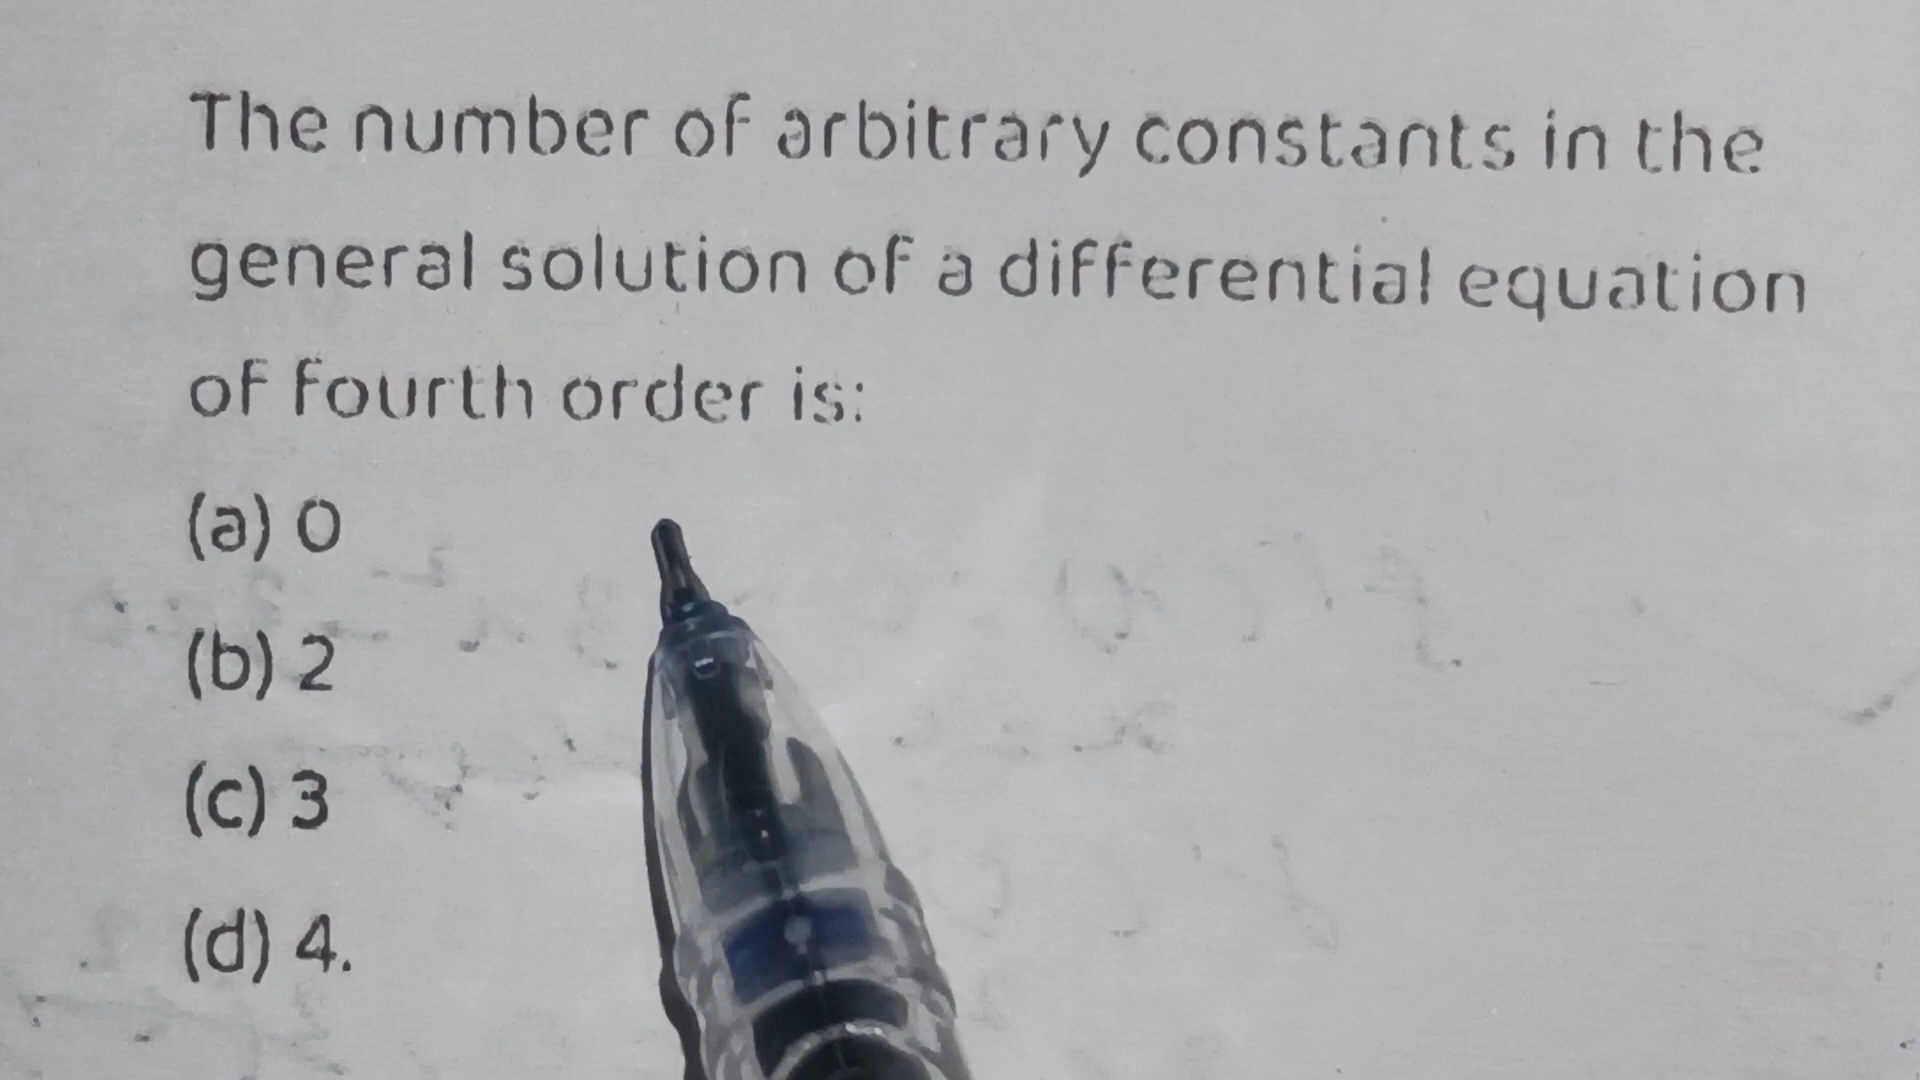 The number of arbitrary constants in the
general solution of a differential equation
of fourth order is:
(a) 0
(b) 2
(c) 3
(d) 4.